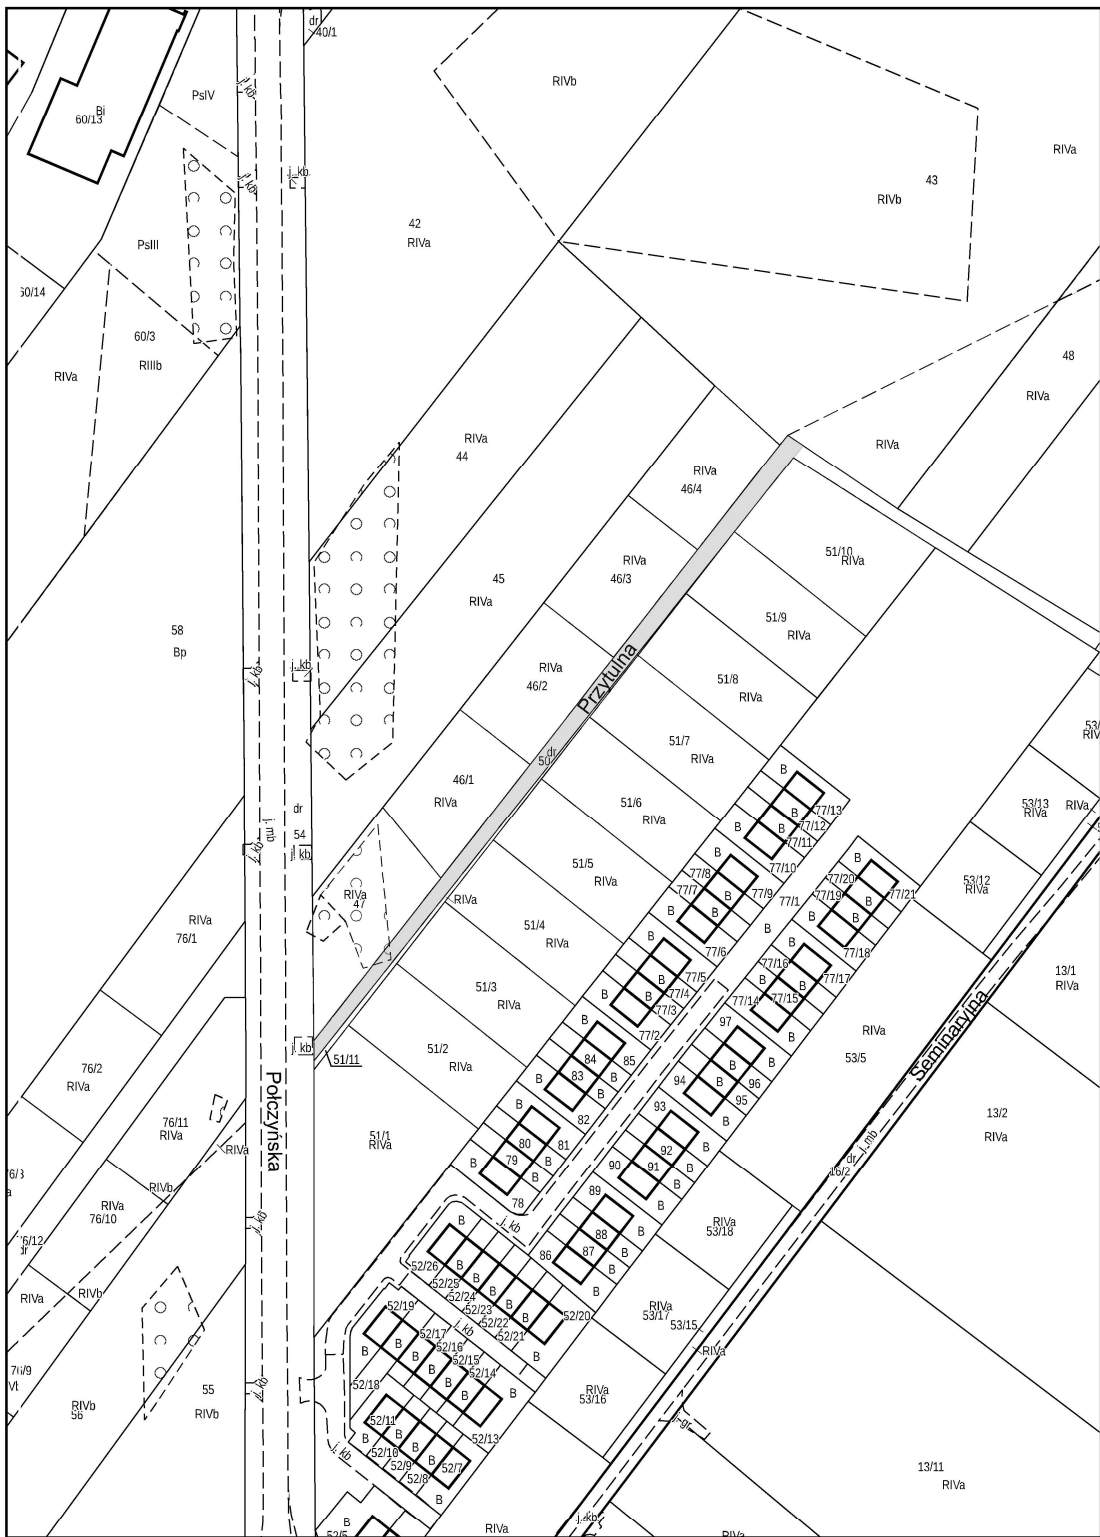 dr
40/1
RIVb
PsIV
j. kb
Bi
60/13
RIVa
j. kb
j. kb
43
RIVb
42
RIVa
PsIII
60/14
60/3
RIIIb
RIVa
48
RIVa
RIVa
44
RIVa
RIVa
46/4
51/10
RIVa
RIVa
46/3
45
RIVa
51/9
RIVa
58
Bp
Przytulna
RIVa
46/2
51/8
RIVa
j. kb
j. kb
51/7
RIVa
dr
50
B
46/1
RIVa
51/6
RIVa
dr
54
j. mb
j. kb
j. kb
B
B
77/13
77/12
77/11
53/13
RIVa
RIVa
51/5
RIVa
B
77/8
77/7
77/10
77/9
B
77/20
77/19
77/21
53/12
RIVa
RIVa
47
RIVa
77/1
B
B
B
B
B
RIVa
76/1
51/4
RIVa
B
77/6
B
77/18
77/16
77/17
13/1
RIVa
51/3
RIVa
B
77/5
77/4
77/3
B
B
77/14
77/15
B
97
77/2
RIVa
53/5
Seminaryjna
j. kb
51/11
51/2
RIVa
84
83
85
B
B
B
B
94
96
95
B
B
76/2
RIVa
Połczyńska
76/11
RIVa
RIVa
51/1
RIVa
B
82
80
79
81
B
B
B
93
92
91
90
B
B
B
13/2
RIVa
j. mb
dr
16/2
RIVb
RIVa
76/10
78
89
88
87
86
B
B
B
B
RIVa
53/18
j. kb
j. kb
B
52/26
52/25
52/24
52/23
52/22
52/21
52/20
B
B
B
B
B
RIVa
RIVb
RIVa
53/17
53/15
RIVa
52/19
52/17
52/16
52/15
52/14
j. kb
B
B
B
B
B
B
52/18
RIVa
53/16
76/9
RIVb
56
55
RIVb
j. kb
52/11
52/10
52/9
52/8
52/7
52/13
B
B
B
B
j. kb
j. gr
13/11
RIVa
B
52/5
RIVa
j. kb
RIVa